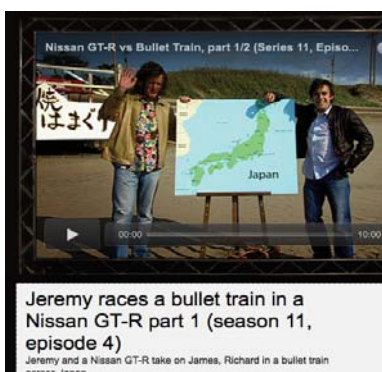 Nissan GT-R vs Bullet Train, part 1/2 (Series 11, Episo...
焼
はまぐり
Japan
00:00
10:00
Jeremy races a bullet train in a
Nissan GT-R part 1 (season 11,
episode 4)
Jeremy and a Nissan GT-R take on James, Richard in a bullet train
across Japan